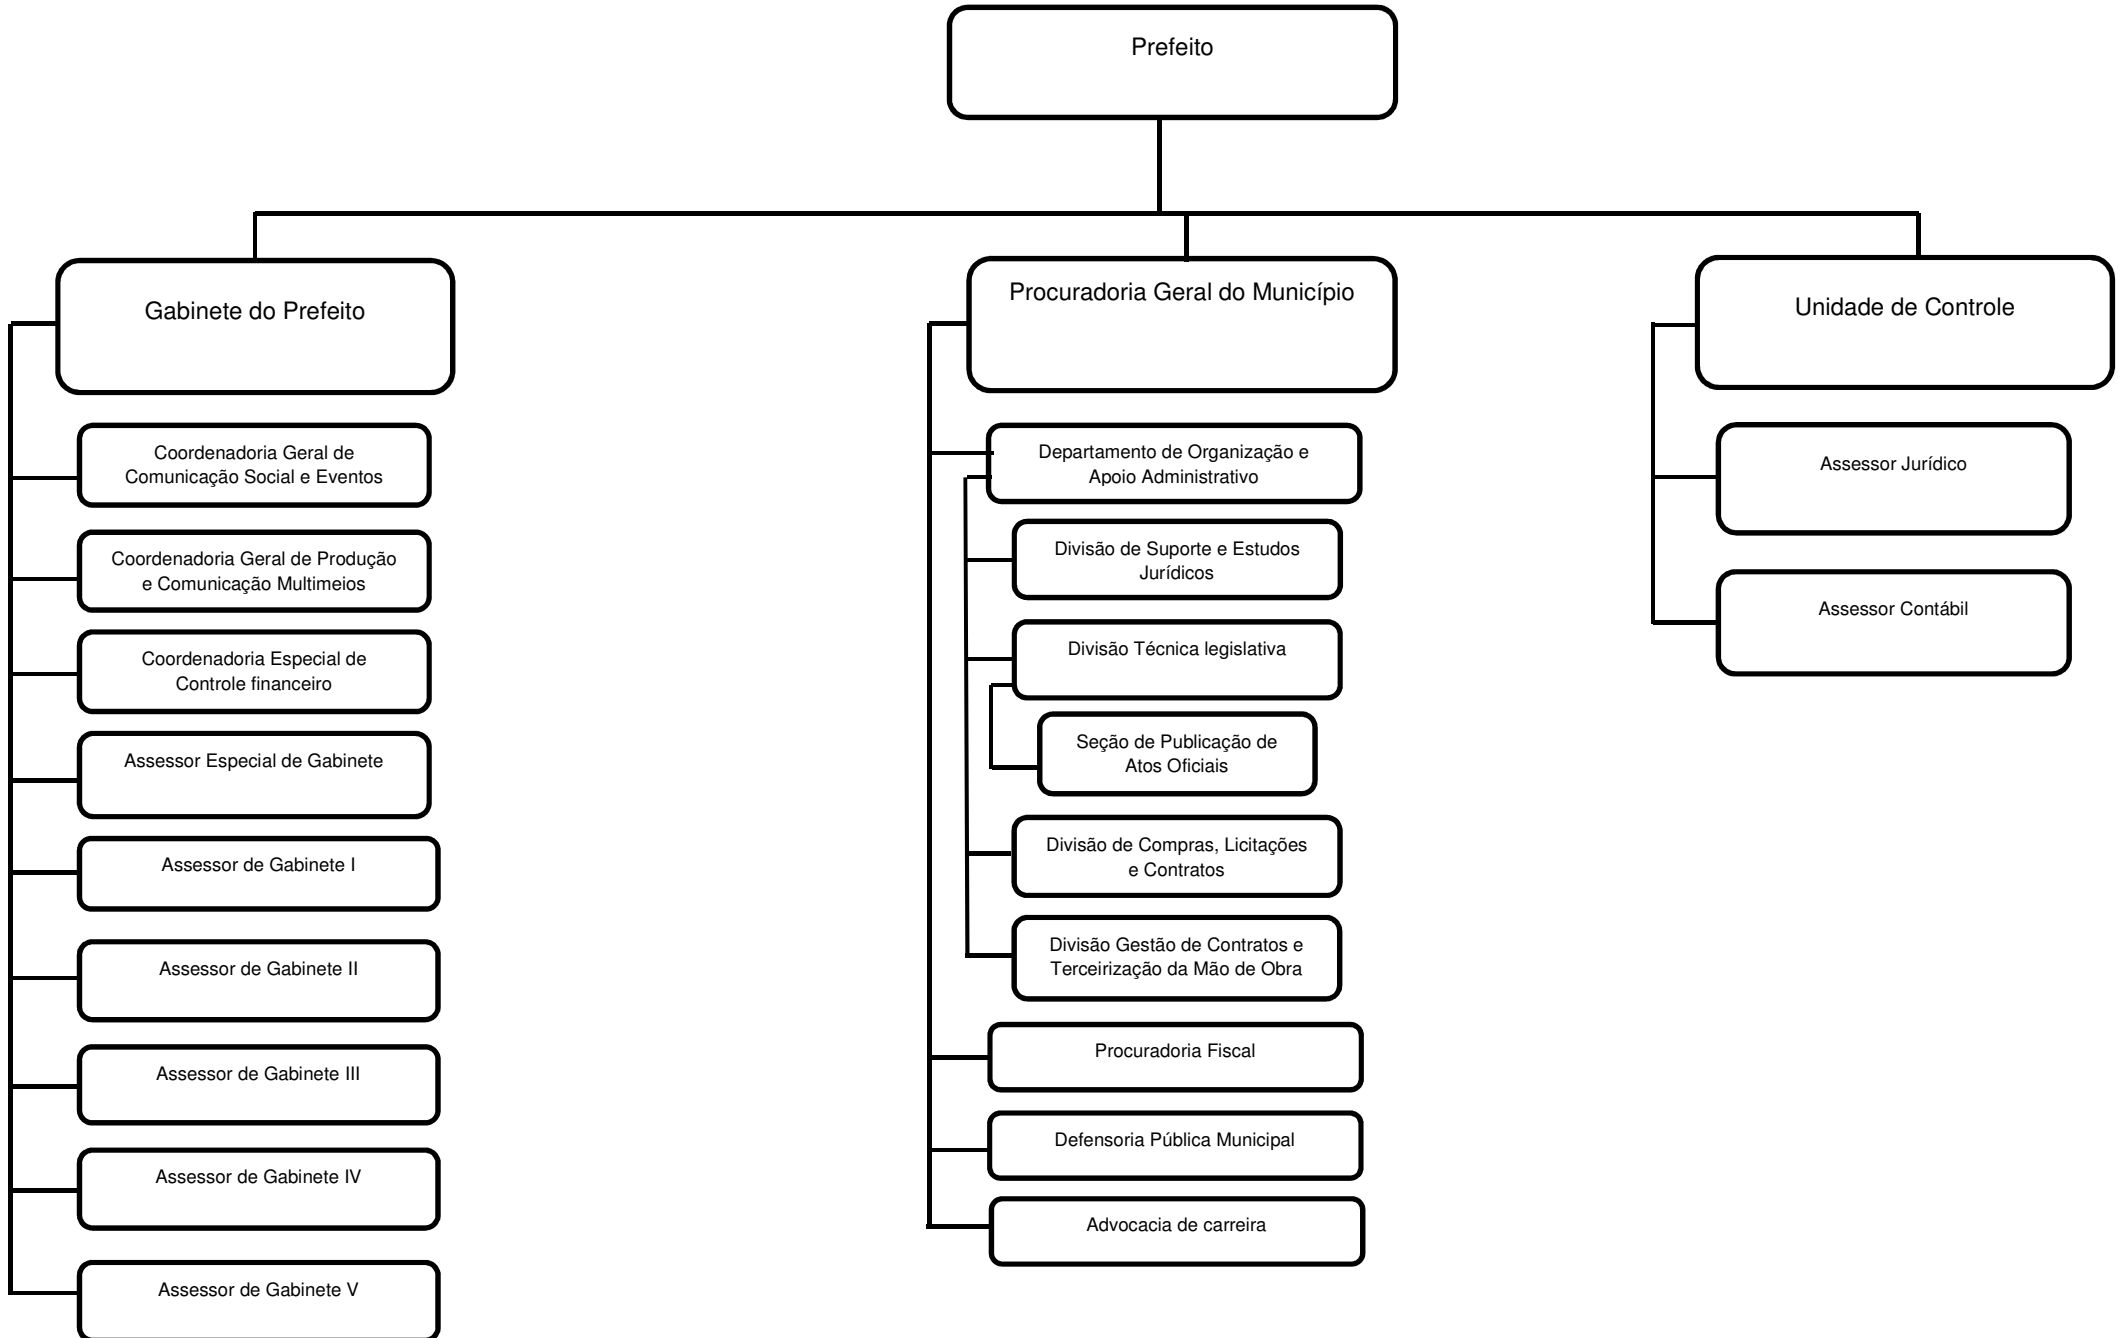 Prefeito
Gabinete do Prefeito
Coordenadoria Geral de
Comunicação Social e Eventos
Coordenadoria Geral de Produção
e Comunicação Multimeios
Coordenadoria Especial de
Controle financeiro
Assessor Especial de Gabinete
Assessor de Gabinete I
Assessor de Gabinete II
Assessor de Gabinete III
Assessor de Gabinete IV
Assessor de Gabinete V
Procuradoria Geral do Município
Departamento de Organização e
Apoio Administrativo
Divisão de Suporte e Estudos
Jurídicos
Divisão Técnica legislativa
Seção de Publicação de
Atos Oficiais
Divisão de Compras, Licitações
e Contratos
Divisão Gestão de Contratos e
Terceirização da Mão de Obra
Procuradoria Fiscal
Defensoria Pública Municipal
Advocacia de carreira
Unidade de Controle
Assessor Jurídico
Assessor Contábil